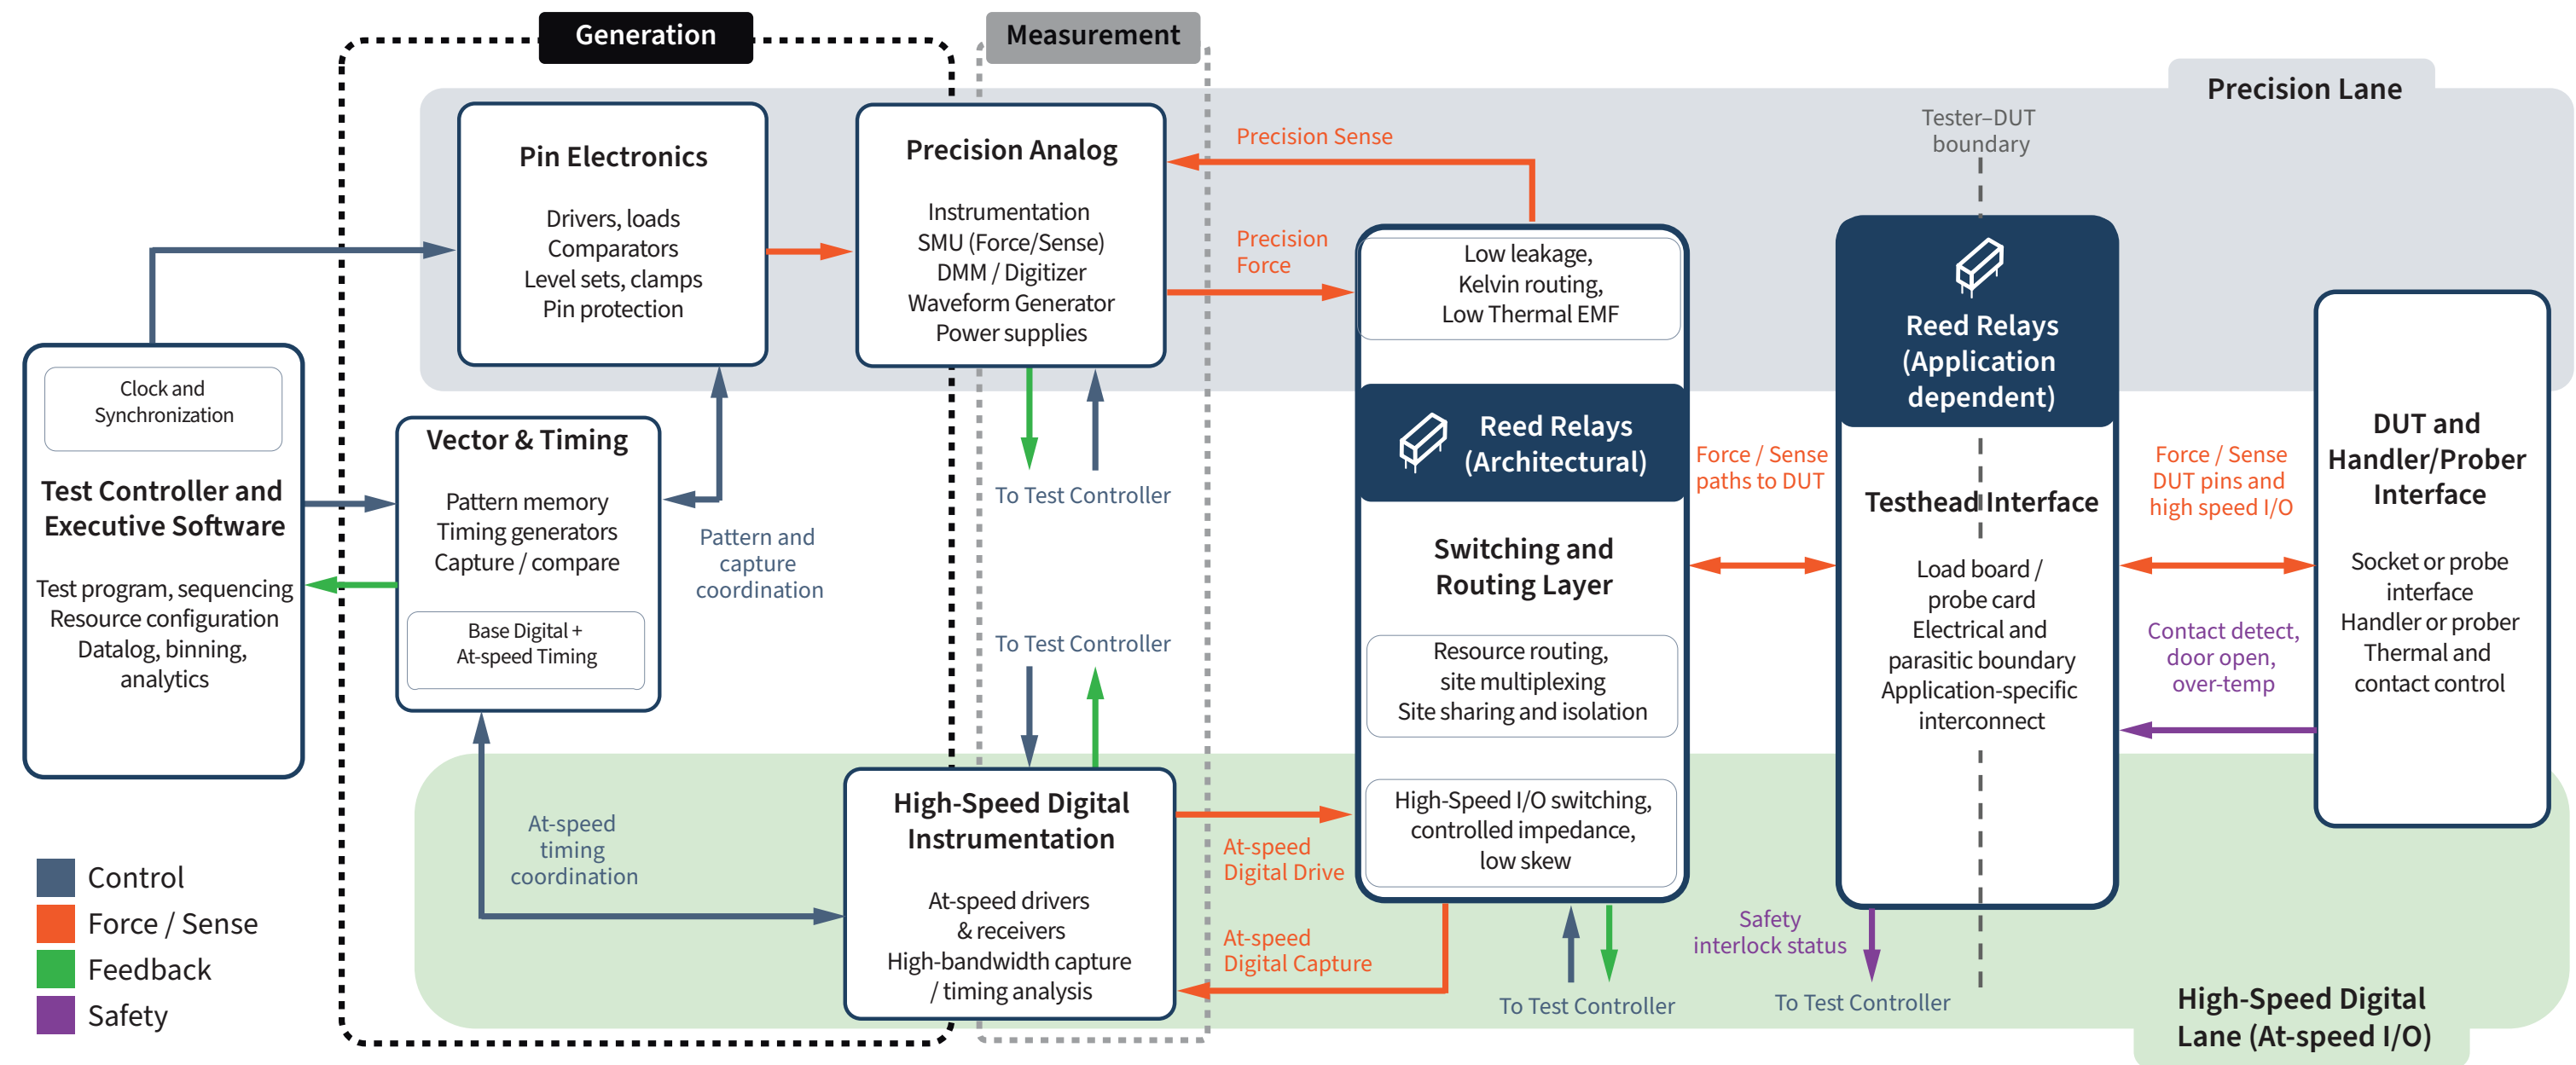 Generation
Measurement
Precision Lane
Clock and
Synchronization
Test Controller and
Executive Software
Test program, sequencing
Resource configuration
Datalog, binning,
analytics
Pin Electronics
Drivers, loads
Comparators
Level sets, clamps
Pin protection
Vector & Timing
Pattern memory
Timing generators
Capture / compare
Base Digital +
At-speed Timing
Pattern and
capture
coordination
At-speed
timing
coordination
Precision Analog
Instrumentation
SMU (Force/Sense)
DMM / Digitizer
Waveform Generator
Power supplies
To Test Controller
To Test Controller
High-Speed Digital
Instrumentation
At-speed drivers
& receivers
High-bandwidth capture
/ timing analysis
Precision Sense
Precision
Force
At-speed
Digital Drive
At-speed
Digital Capture
Low leakage,
Kelvin routing,
Low Thermal EMF
Reed Relays
(Architectural)
Switching and
Routing Layer
Resource routing,
site multiplexing
Site sharing and isolation
High-Speed I/O switching,
controlled impedance,
low skew
To Test Controller
Force / Sense
paths to DUT
Tester–DUT
boundary
Reed Relays
(Application
dependent)
Testhead Interface
Load board /
probe card
Electrical and
parasitic boundary
Application-specific
interconnect
Safety
interlock status
To Test Controller
Force / Sense
DUT pins and
high speed I/O
Contact detect,
door open,
over-temp
DUT and
Handler/Prober
Interface
Socket or probe
interface
Handler or prober
Thermal and
contact control
Control
Force / Sense
Feedback
Safety
High-Speed Digital
Lane (At-speed I/O)